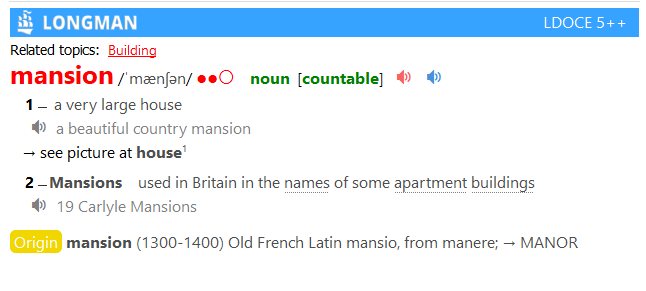 LONGMAN LDOCE 5++
Related topics: Building
mansion /ˈmænʃən/ ●●○ noun [countable]
1 – a very large house
a beautiful country mansion
→ see picture at house¹
2 – Mansions used in Britain in the names of some apartment buildings
19 Carlyle Mansions
Origin mansion (1300-1400) Old French Latin mansio, from manere; → MANOR